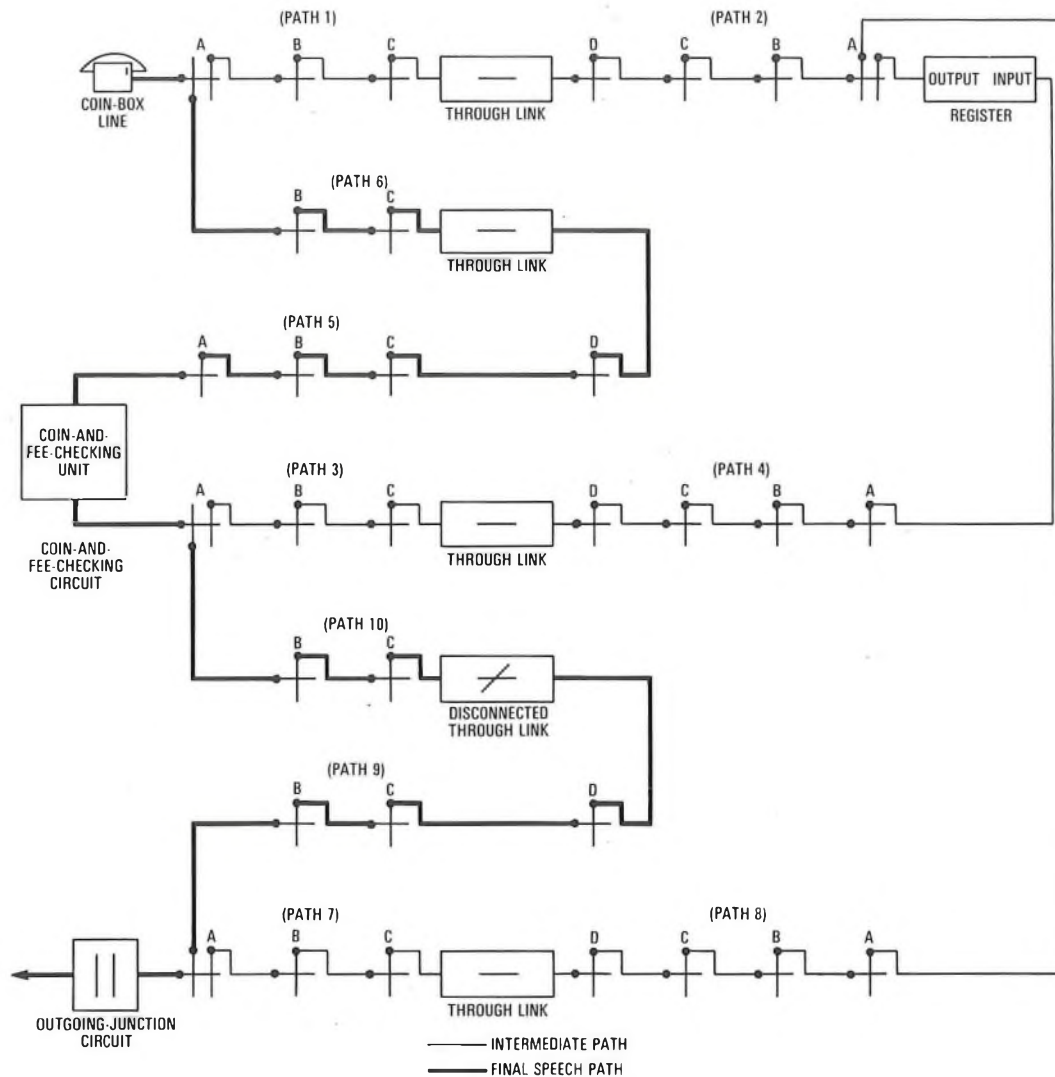 (PATH 1)
(PATH 2)
A
B
C
D
C
B
A
COIN-BOX
LINE
THROUGH LINK
OUTPUT INPUT
REGISTER
(PATH 6)
B
C
THROUGH LINK
(PATH 5)
A
B
C
D
COIN-AND-
FEE-CHECKING
UNIT
(PATH 3)
(PATH 4)
A
B
C
D
C
B
A
COIN-AND-
FEE-CHECKING
CIRCUIT
THROUGH LINK
(PATH 10)
B
C
DISCONNECTED
THROUGH LINK
(PATH 9)
B
C
D
(PATH 7)
(PATH 8)
A
B
C
D
C
B
A
OUTGOING-JUNCTION
CIRCUIT
THROUGH LINK
INTERMEDIATE PATH
FINAL SPEECH PATH